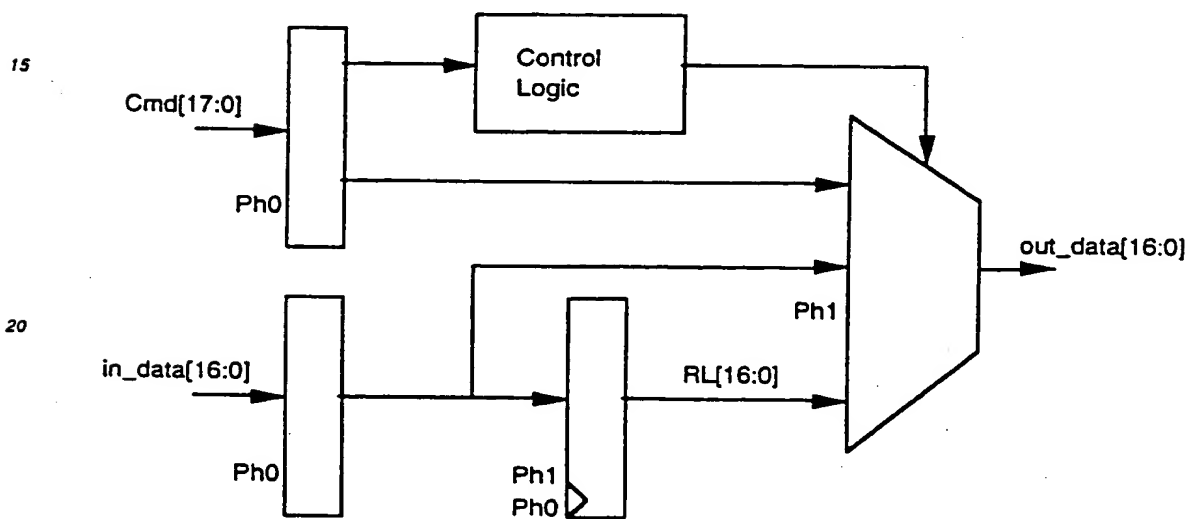 15
Control
Logic
Cmd[17:0]
Ph0
out_data[16:0]
Ph1
20
in_data[16:0]
RL[16:0]
Ph0
Ph1
Ph0